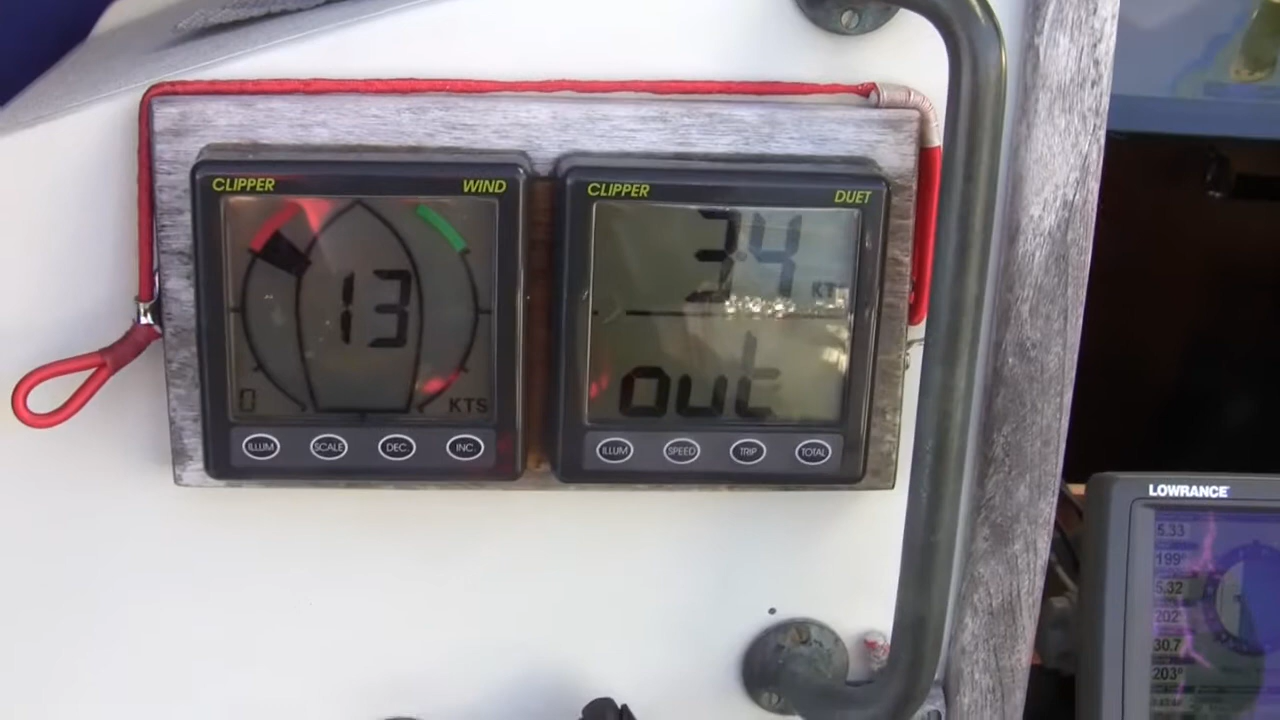 CLIPPER WIND
13
0 KTS
ILLUM SCALE DEC. INC.
CLIPPER DUET
3.4 KT
out
ILLUM SPEED TRIP TOTAL
LOWRANCE
5.33
199°
5.32
202°
30.7
203°